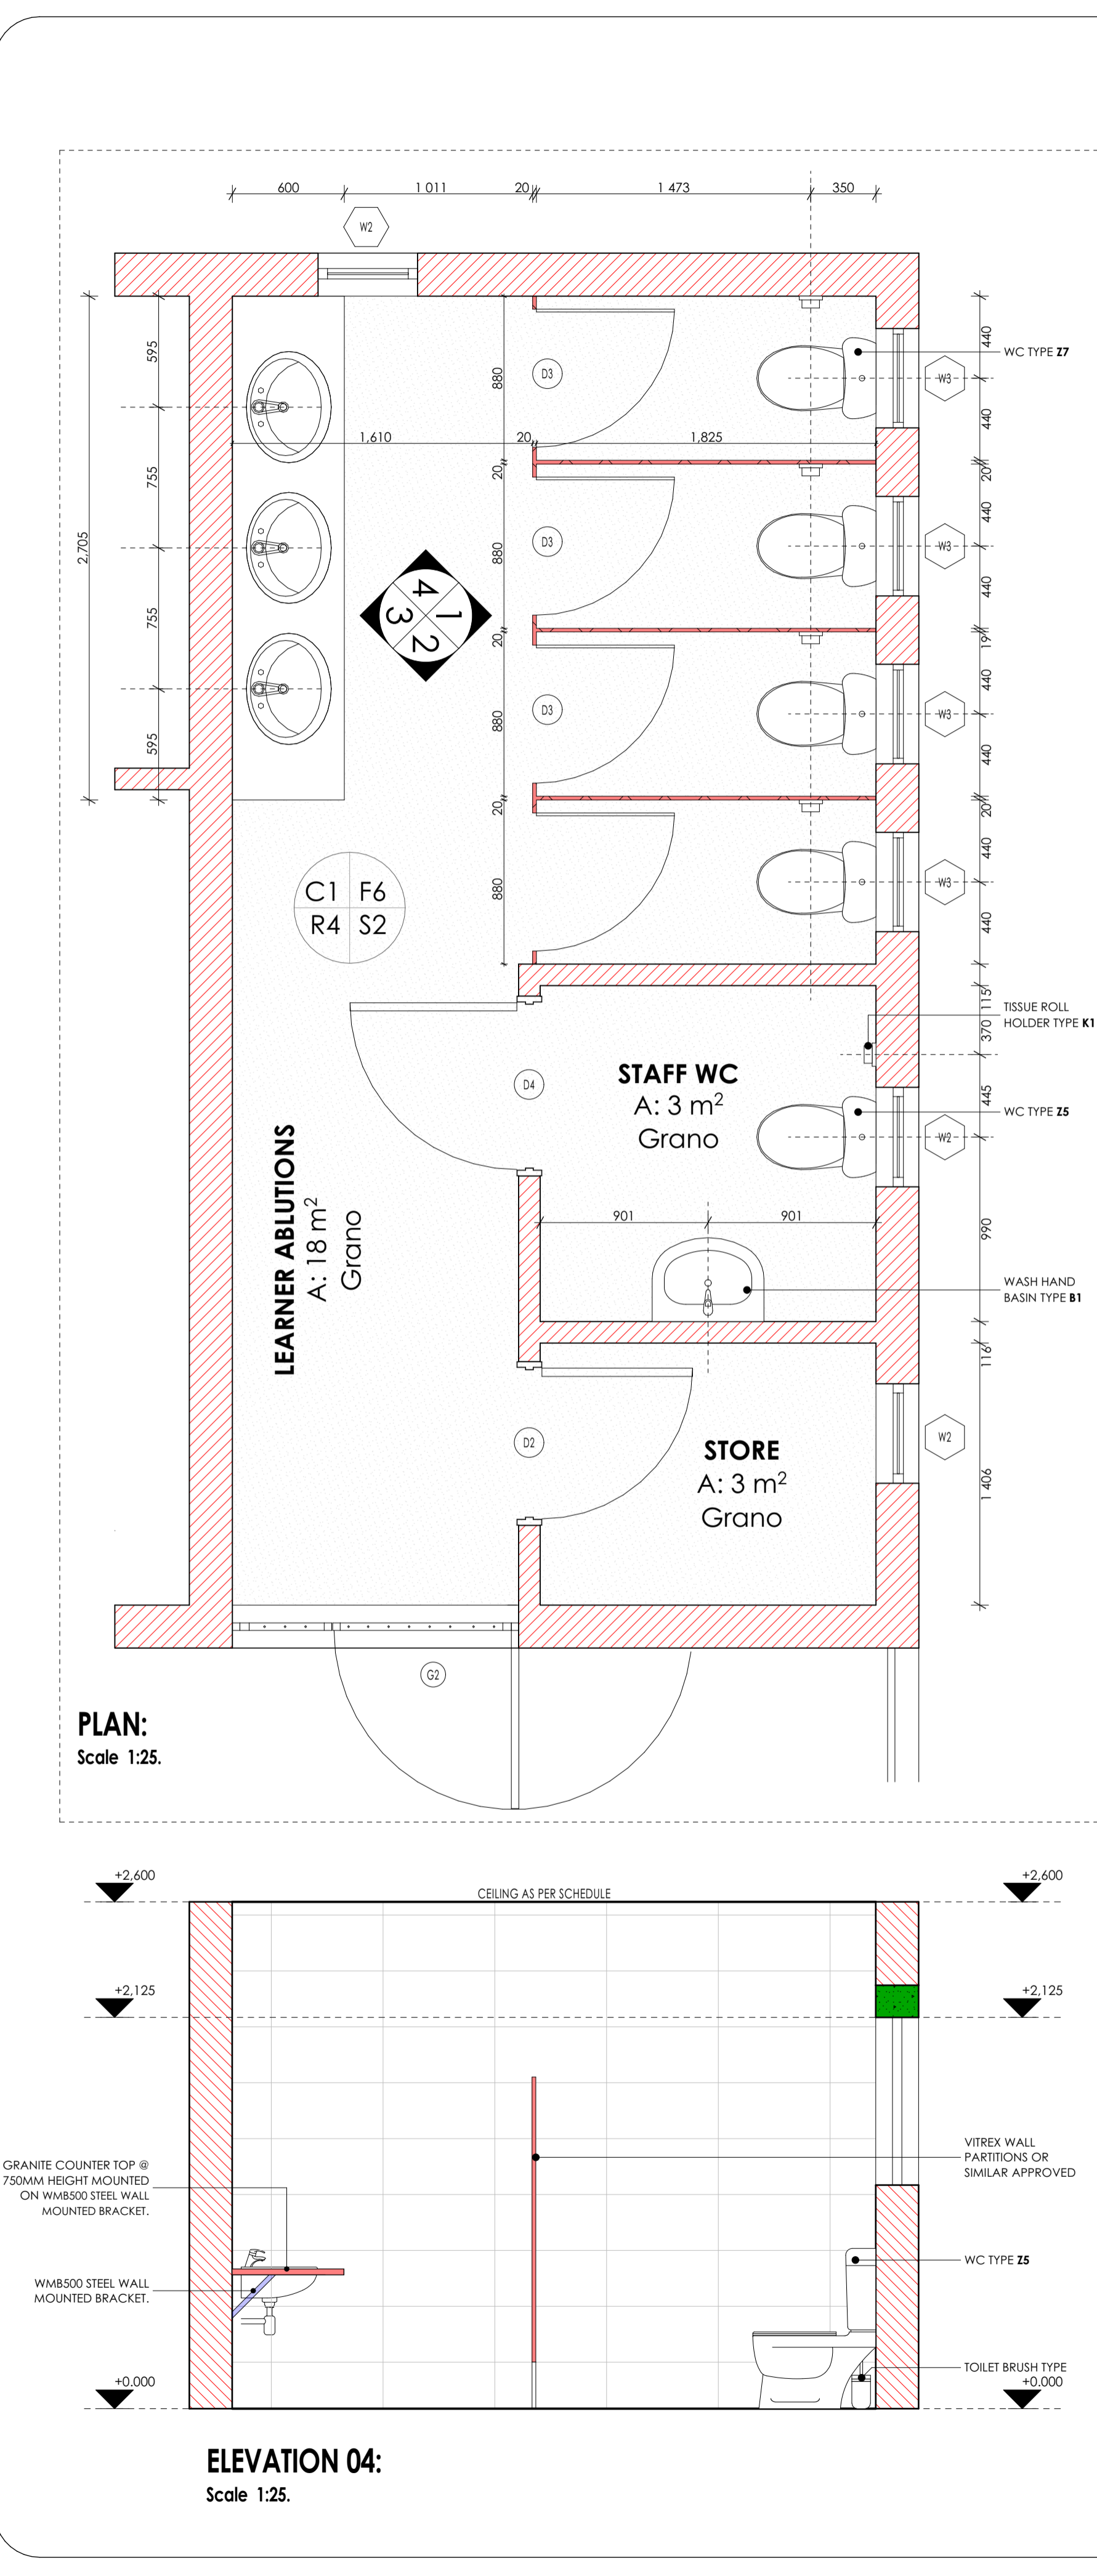 600
1 011
20
1 473
350
W2
595
755
2,705
755
595
880
20
880
20
880
20
880
1,610
20
1,825
D3
D3
D3
440
440
20
440
440
19
440
440
20
440
440
115
370
445
990
116
1 406
W3
W3
W3
W3
WC TYPE Z7
1
2
3
4
C1
F6
R4
S2
TISSUE ROLL
HOLDER TYPE K1
STAFF WC
A: 3 m²
Grano
D4
WC TYPE Z5
W2
LEARNER ABLUTIONS
A: 18 m²
Grano
901
901
WASH HAND
BASIN TYPE B1
D2
STORE
A: 3 m²
Grano
W2
G2
PLAN:
Scale 1:25.
+2,600
+2,600
CEILING AS PER SCHEDULE
+2,125
+2,125
GRANITE COUNTER TOP @
750MM HEIGHT MOUNTED
ON WMB500 STEEL WALL
MOUNTED BRACKET.
VITREX WALL
PARTITIONS OR
SIMILAR APPROVED
WMB500 STEEL WALL
MOUNTED BRACKET.
WC TYPE Z5
TOILET BRUSH TYPE
+0.000
+0.000
ELEVATION 04:
Scale 1:25.